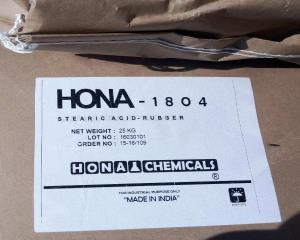 HONA - 1804
STEARIC ACID-RUBBER
NET WEIGHT : 25 KG
LOT NO : 16030101
ORDER NO : 15-16/109
HONA CHEMICALS ®
FOR INDUSTRIAL PURPOSE ONLY
"MADE IN INDIA"